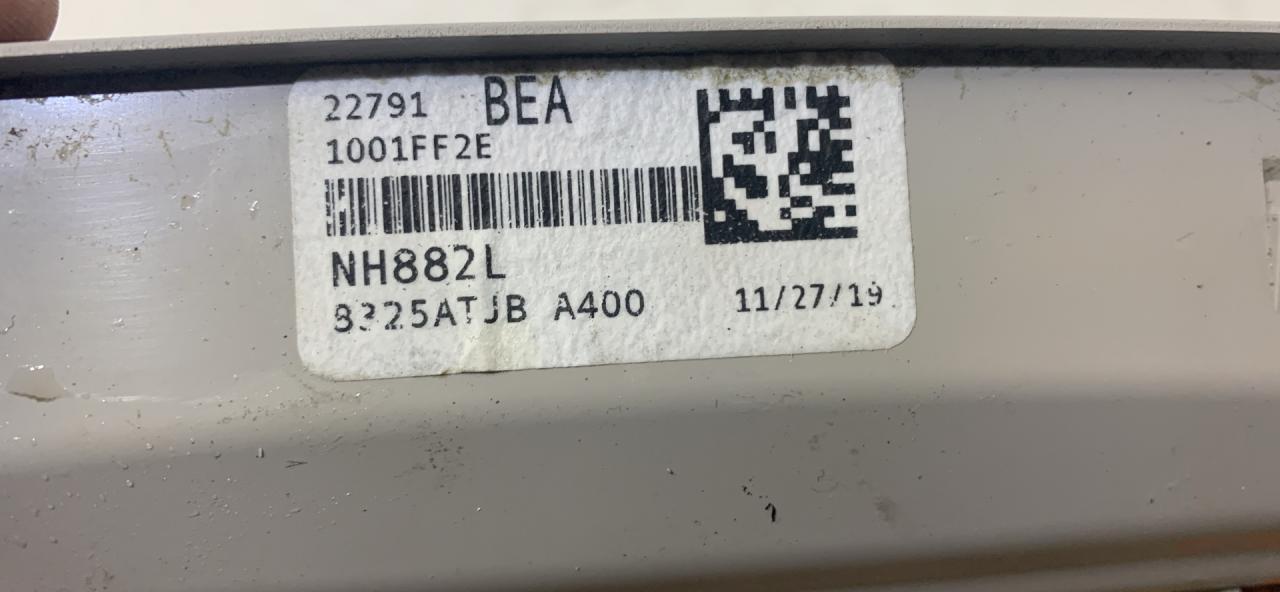 22791 BEA
1001FF2E
NH882L
8325ATJB A400 11/27/19